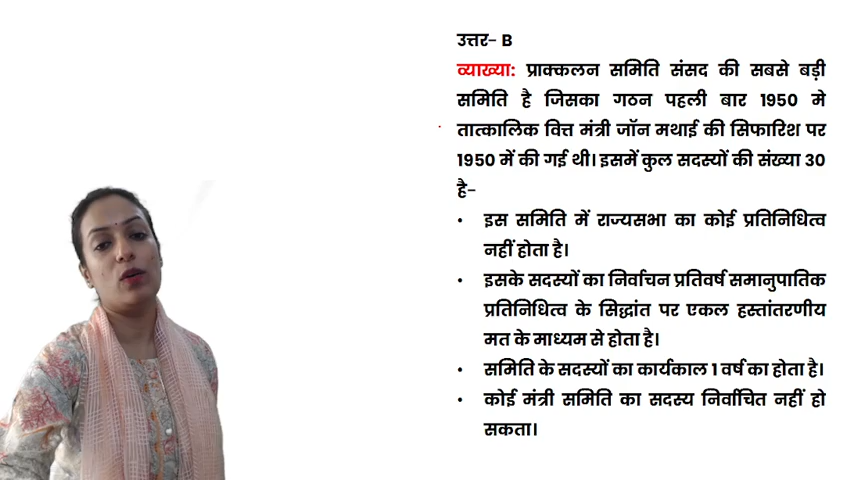 उत्तर- B
व्याख्या: प्राक्कलन समिति संसद की सबसे बड़ी
समिति है जिसका गठन पहली बार 1950 मे
तात्कालिक वित्त मंत्री जॉन मथाई की सिफारिश पर
1950 में की गई थी। इसमें कुल सदस्यों की संख्या 30
है-
• इस समिति में राज्यसभा का कोई प्रतिनिधित्व
नहीं होता है।
• इसके सदस्यों का निर्वाचन प्रतिवर्ष समानुपातिक
प्रतिनिधित्व के सिद्धांत पर एकल हस्तांतरणीय
मत के माध्यम से होता है।
• समिति के सदस्यों का कार्यकाल 1 वर्ष का होता है।
• कोई मंत्री समिति का सदस्य निर्वाचित नहीं हो
सकता।